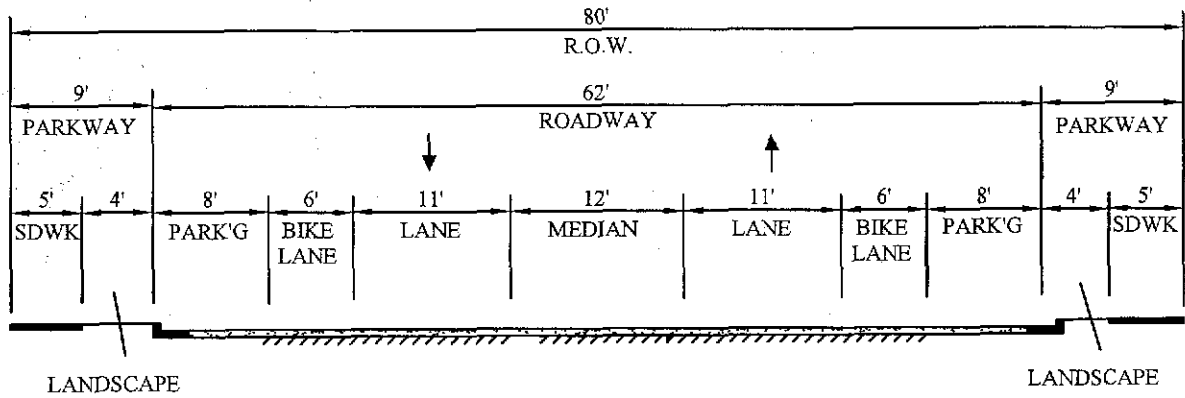 80'
R.O.W.
9' 62' 9'
PARKWAY ROADWAY PARKWAY
5' 4' 8' 6' 11' 12' 11' 6' 8' 4' 5'
SDWK PARK'G BIKE LANE MEDIAN LANE BIKE PARK'G SDWK
LANE LANE
LANDSCAPE LANDSCAPE